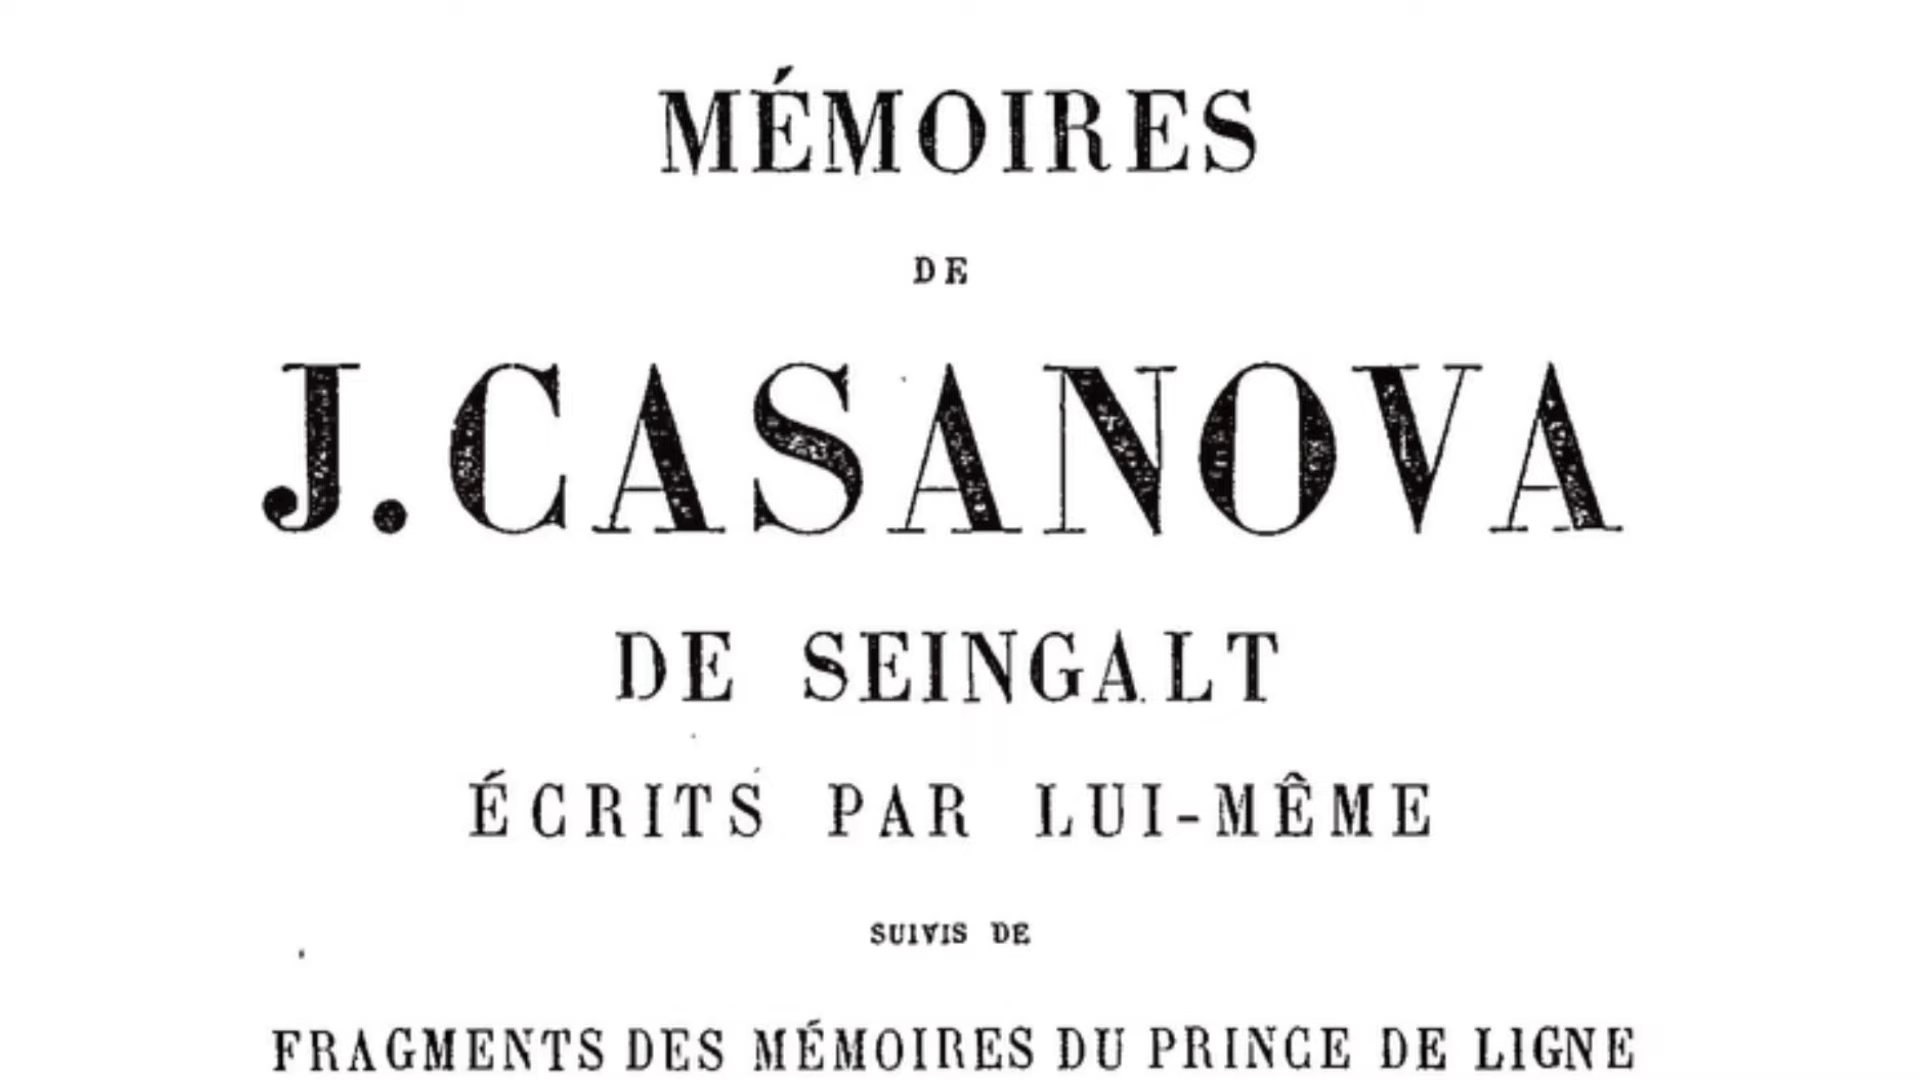 MÉMOIRES
DE
J. CASANOVA
DE SEINGALT
ÉCRITS PAR LUI-MÊME
SUIVIS DE
FRAGMENTS DES MÉMOIRES DU PRINCE DE LIGNE